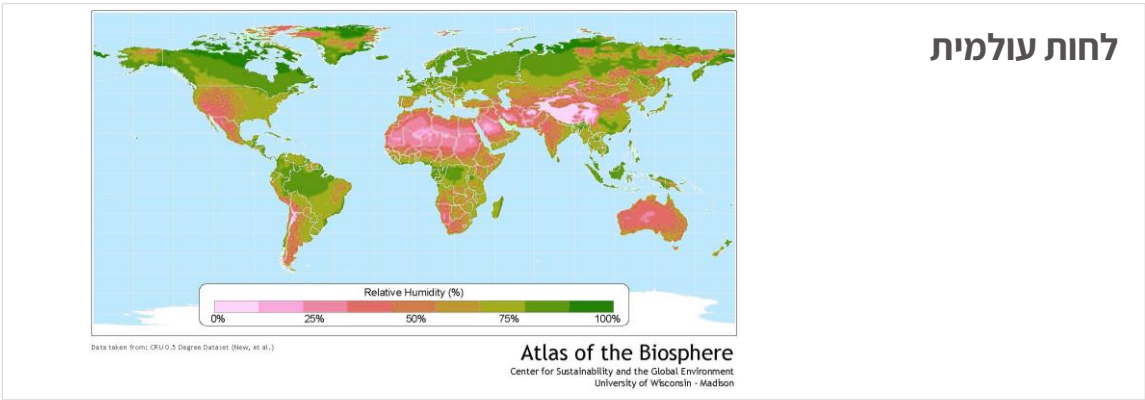 לחות עולמית
Relative Humidity (%)
0% 25% 50% 75% 100%
Data taken from: CRU 0.5 Degree Dataset (New, et al.)
Atlas of the Biosphere
Center for Sustainability and the Global Environment
University of Wisconsin - Madison